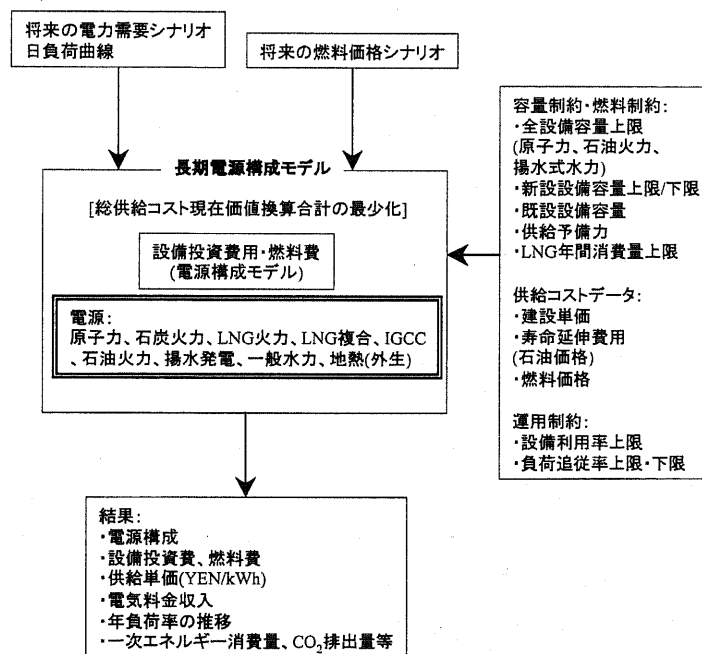 将来の電力需要シナリオ
日負荷曲線
将来の燃料価格シナリオ
長期電源構成モデル
[総供給コスト現在価値換算合計の最少化]
設備投資費用・燃料費
(電源構成モデル)
電源:
原子力、石炭火力、LNG火力、LNG複合、IGCC
、石油火力、揚水発電、一般水力、地熱(外生)
容量制約・燃料制約:
・全設備容量上限
(原子力、石油火力、
揚水式水力)
・新設設備容量上限/下限
・既設設備容量
・供給予備力
・LNG年間消費量上限
供給コストデータ:
・建設単価
・寿命延伸費用
(石油価格)
・燃料価格
運用制約:
・設備利用率上限
・負荷追従率上限・下限
結果:
・電源構成
・設備投資費、燃料費
・供給単価(YEN/kWh)
・電気料金収入
・年負荷率の推移
・一次エネルギー消費量、CO₂排出量等